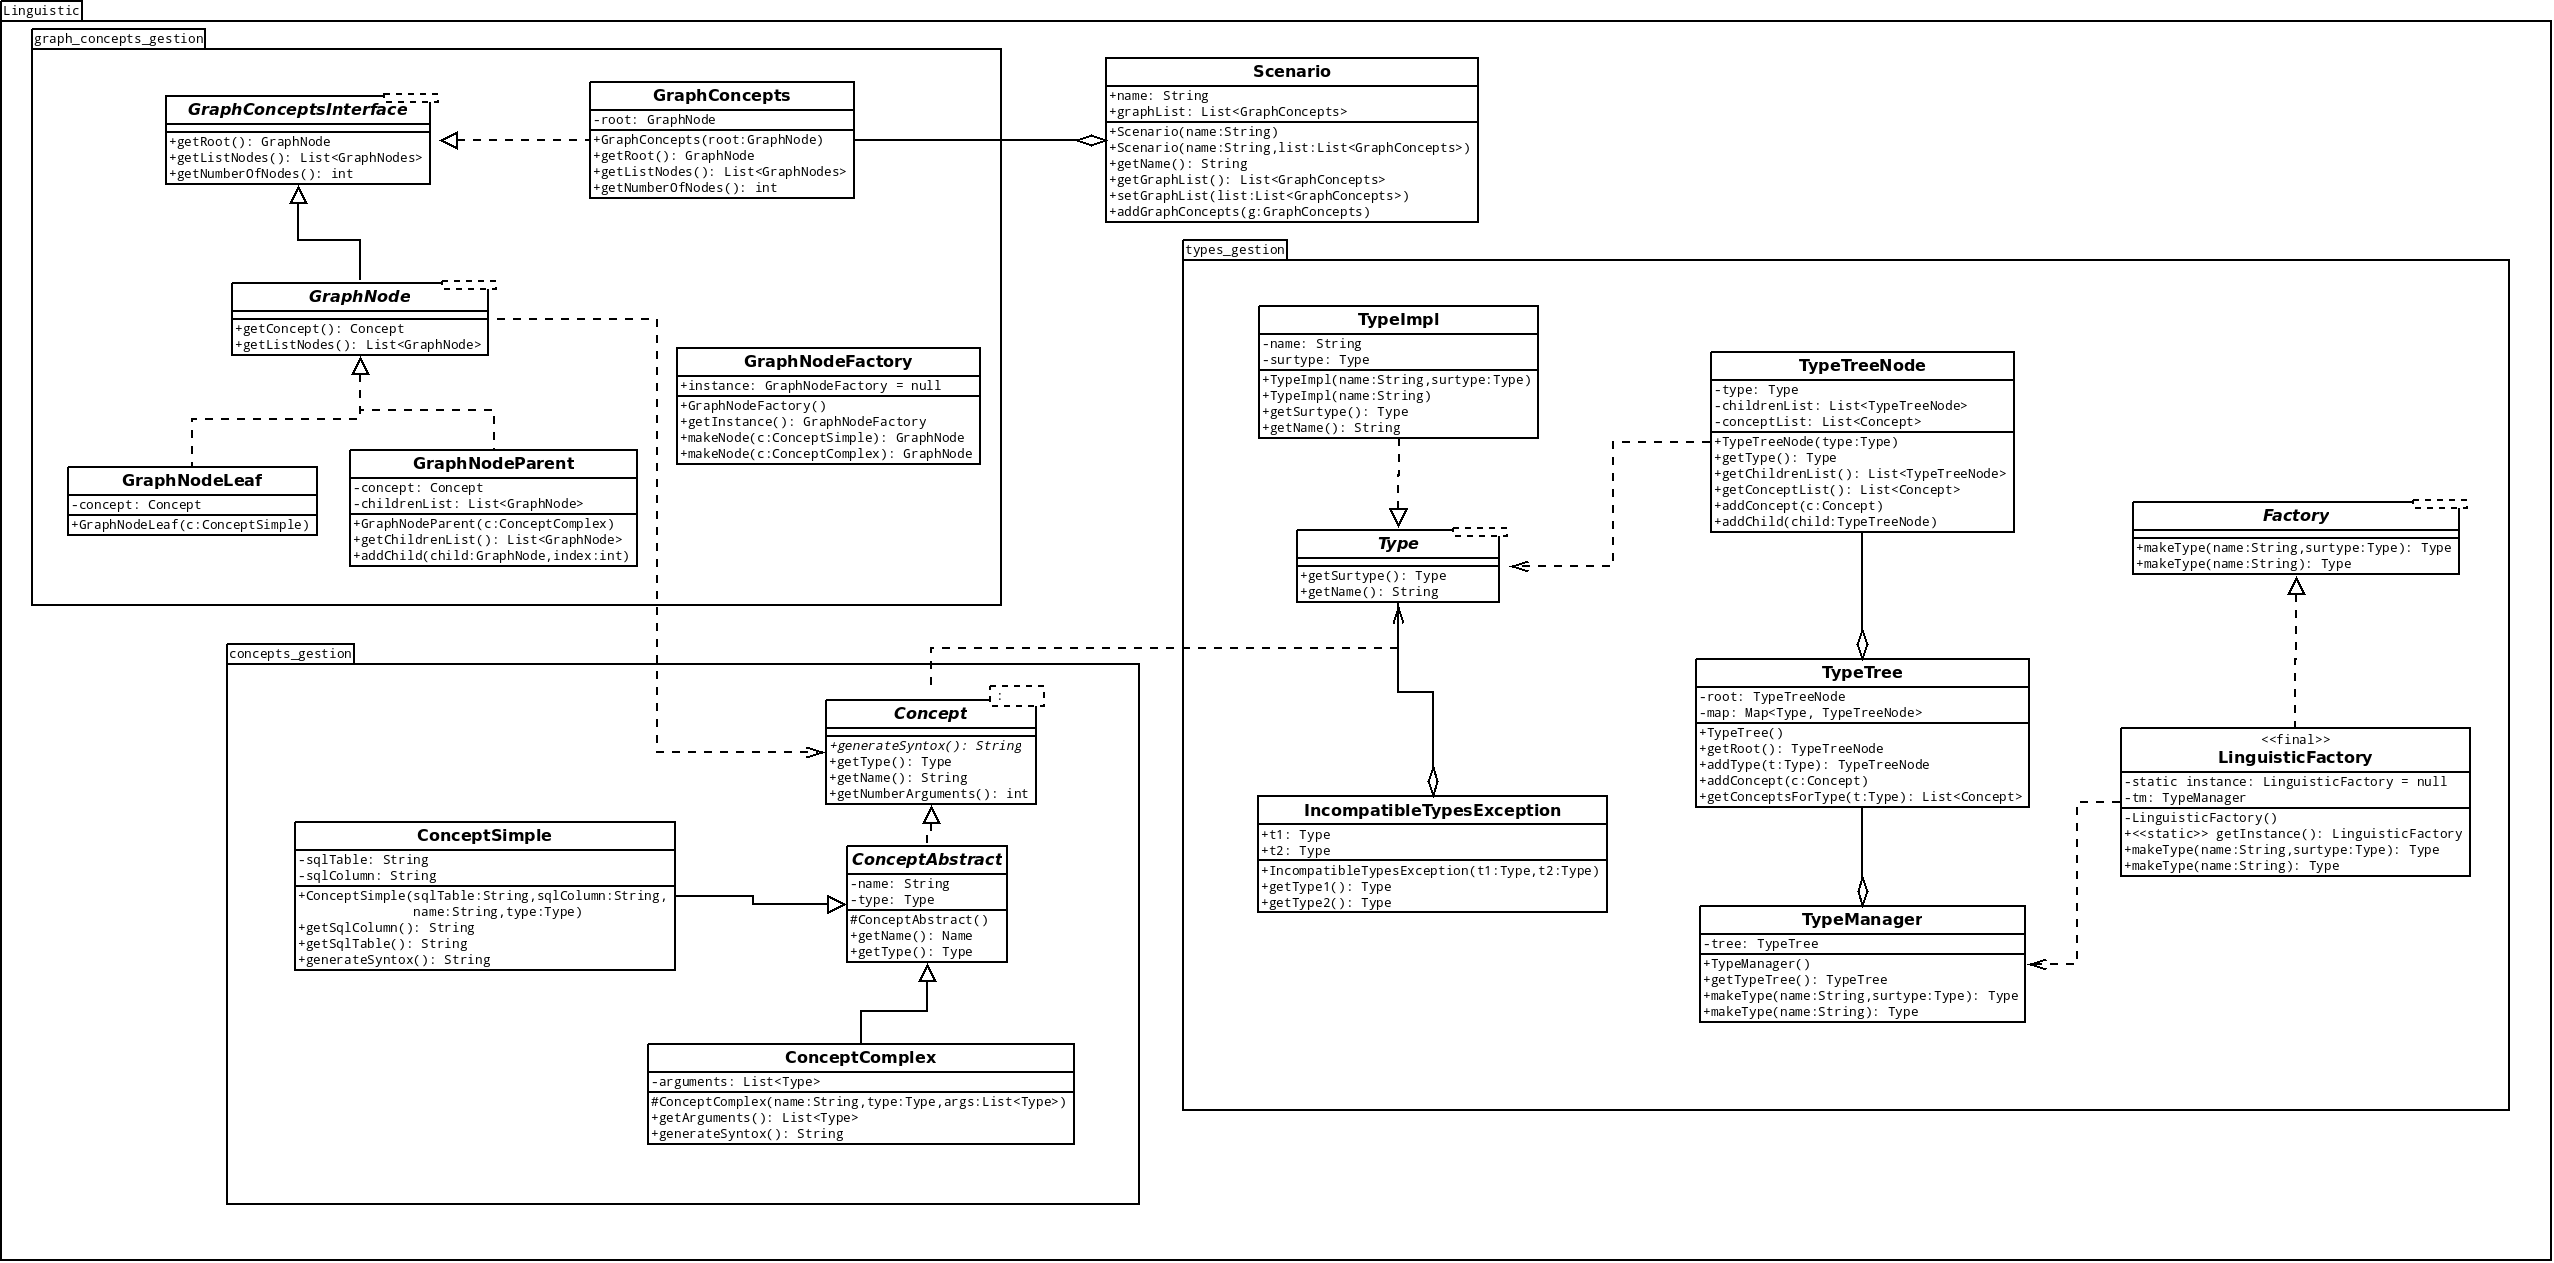 Linguistic
graph_concepts_gestion
GraphConceptsInterface
+getRoot(): GraphNode
+getListNodes(): List<GraphNodes>
+getNumberOfNodes(): int
GraphConcepts
-root: GraphNode
+GraphConcepts(root:GraphNode)
+getRoot(): GraphNode
+getListNodes(): List<GraphNodes>
+getNumberOfNodes(): int
Scenario
+name: String
+graphList: List<GraphConcepts>
+Scenario(name:String)
+Scenario(name:String,list:List<GraphConcepts>)
+getName(): String
+getGraphList(): List<GraphConcepts>
+setGraphList(list:List<GraphConcepts>)
+addGraphConcepts(g:GraphConcepts)
GraphNode
+getConcept(): Concept
+getListNodes(): List<GraphNode>
GraphNodeFactory
+instance: GraphNodeFactory = null
+GraphNodeFactory()
+getInstance(): GraphNodeFactory
+makeNode(c:ConceptSimple): GraphNode
+makeNode(c:ConceptComplex): GraphNode
GraphNodeLeaf
-concept: Concept
+GraphNodeLeaf(c:ConceptSimple)
GraphNodeParent
-concept: Concept
-childrenList: List<GraphNode>
+GraphNodeParent(c:ConceptComplex)
+getChildrenList(): List<GraphNode>
+addChild(child:GraphNode,index:int)
types_gestion
TypeImpl
-name: String
-surtype: Type
+TypeImpl(name:String,surtype:Type)
+TypeImpl(name:String)
+getSurtype(): Type
+getName(): String
TypeTreeNode
-type: Type
-childrenList: List<TypeTreeNode>
-conceptList: List<Concept>
+TypeTreeNode(type:Type)
+getType(): Type
+getChildrenList(): List<TypeTreeNode>
+getConceptList(): List<Concept>
+addConcept(c:Concept)
+addChild(child:TypeTreeNode)
Type
+getSurtype(): Type
+getName(): String
Factory
+makeType(name:String,surtype:Type): Type
+makeType(name:String): Type
TypeTree
-root: TypeTreeNode
-map: Map<Type, TypeTreeNode>
+TypeTree()
+getRoot(): TypeTreeNode
+addType(t:Type): TypeTreeNode
+addConcept(c:Concept)
+getConceptsForType(t:Type): List<Concept>
<<final>>
LinguisticFactory
-static instance: LinguisticFactory = null
-tm: TypeManager
-LinguisticFactory()
+<<static>> getInstance(): LinguisticFactory
+makeType(name:String,surtype:Type): Type
+makeType(name:String): Type
IncompatibleTypesException
+t1: Type
+t2: Type
+IncompatibleTypesException(t1:Type,t2:Type)
+getType1(): Type
+getType2(): Type
TypeManager
-tree: TypeTree
+TypeManager()
+getTypeTree(): TypeTree
+makeType(name:String,surtype:Type): Type
+makeType(name:String): Type
concepts_gestion
:
Concept
+generateSyntox(): String
+getType(): Type
+getName(): String
+getNumberArguments(): int
ConceptSimple
-sqlTable: String
-sqlColumn: String
+ConceptSimple(sqlTable:String,sqlColumn:String,
name:String,type:Type)
+getSqlColumn(): String
+getSqlTable(): String
+generateSyntox(): String
ConceptAbstract
-name: String
-type: Type
#ConceptAbstract()
+getName(): Name
+getType(): Type
ConceptComplex
-arguments: List<Type>
#ConceptComplex(name:String,type:Type,args:List<Type>)
+getArguments(): List<Type>
+generateSyntox(): String